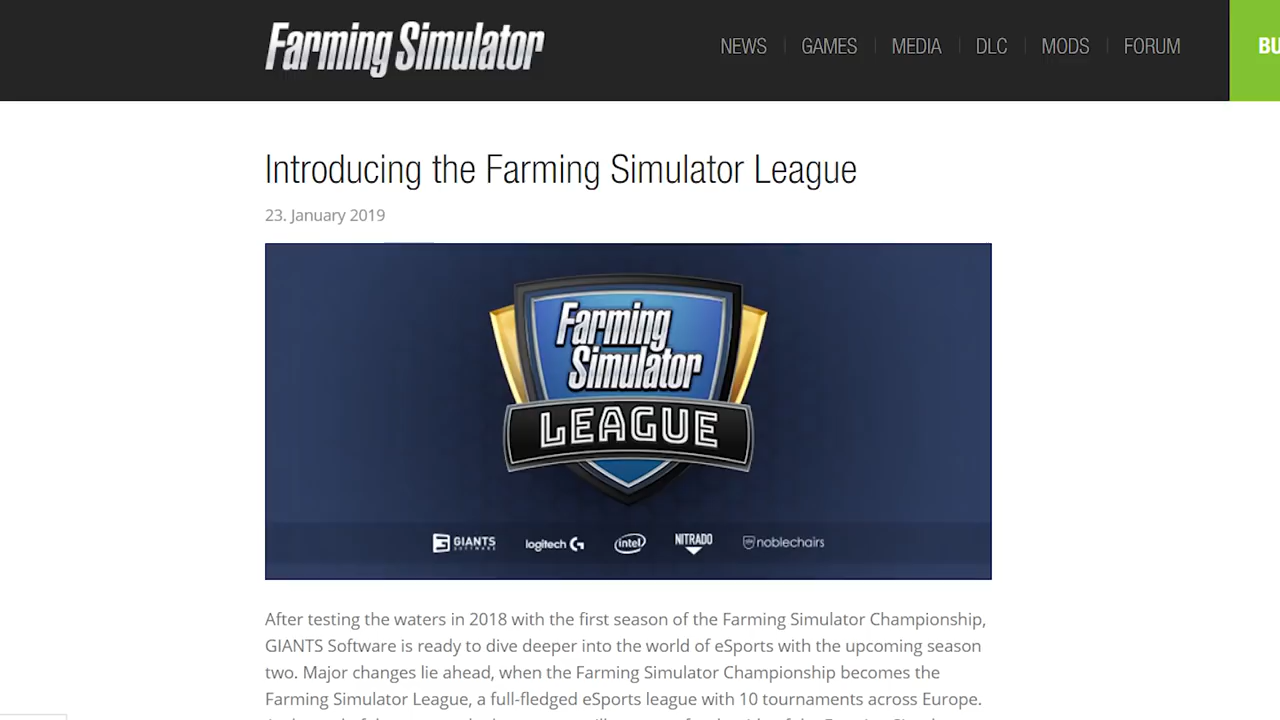 Farming Simulator
NEWS
GAMES
MEDIA
DLC
MODS
FORUM
Introducing the Farming Simulator League
23. January 2019
Farming
Simulator
LEAGUE
GIANTS
SOFTWARE
logitech G
intel
NITRADO
noblechairs
After testing the waters in 2018 with the first season of the Farming Simulator Championship,
GIANTS Software is ready to dive deeper into the world of eSports with the upcoming season
two. Major changes lie ahead, when the Farming Simulator Championship becomes the
Farming Simulator League, a full-fledged eSports league with 10 tournaments across Europe.